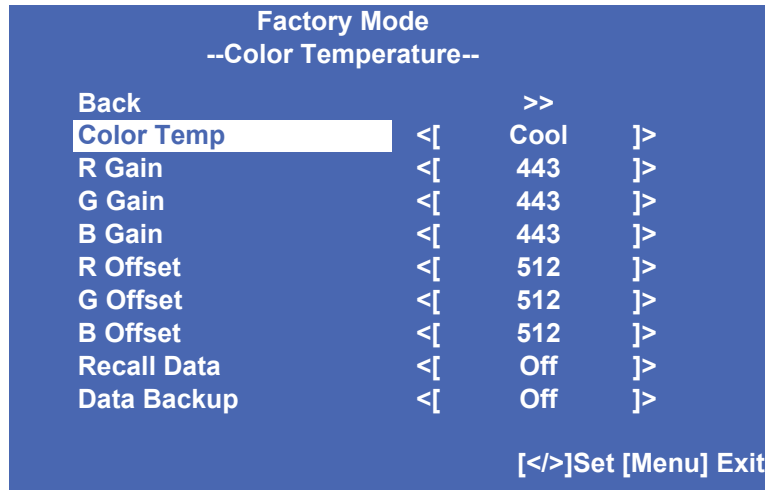 Factory Mode
--Color Temperature--
Back >>
Color Temp <[ Cool ]>
R Gain <[ 443 ]>
G Gain <[ 443 ]>
B Gain <[ 443 ]>
R Offset <[ 512 ]>
G Offset <[ 512 ]>
B Offset <[ 512 ]>
Recall Data <[ Off ]>
Data Backup <[ Off ]>
[</>]Set [Menu] Exit